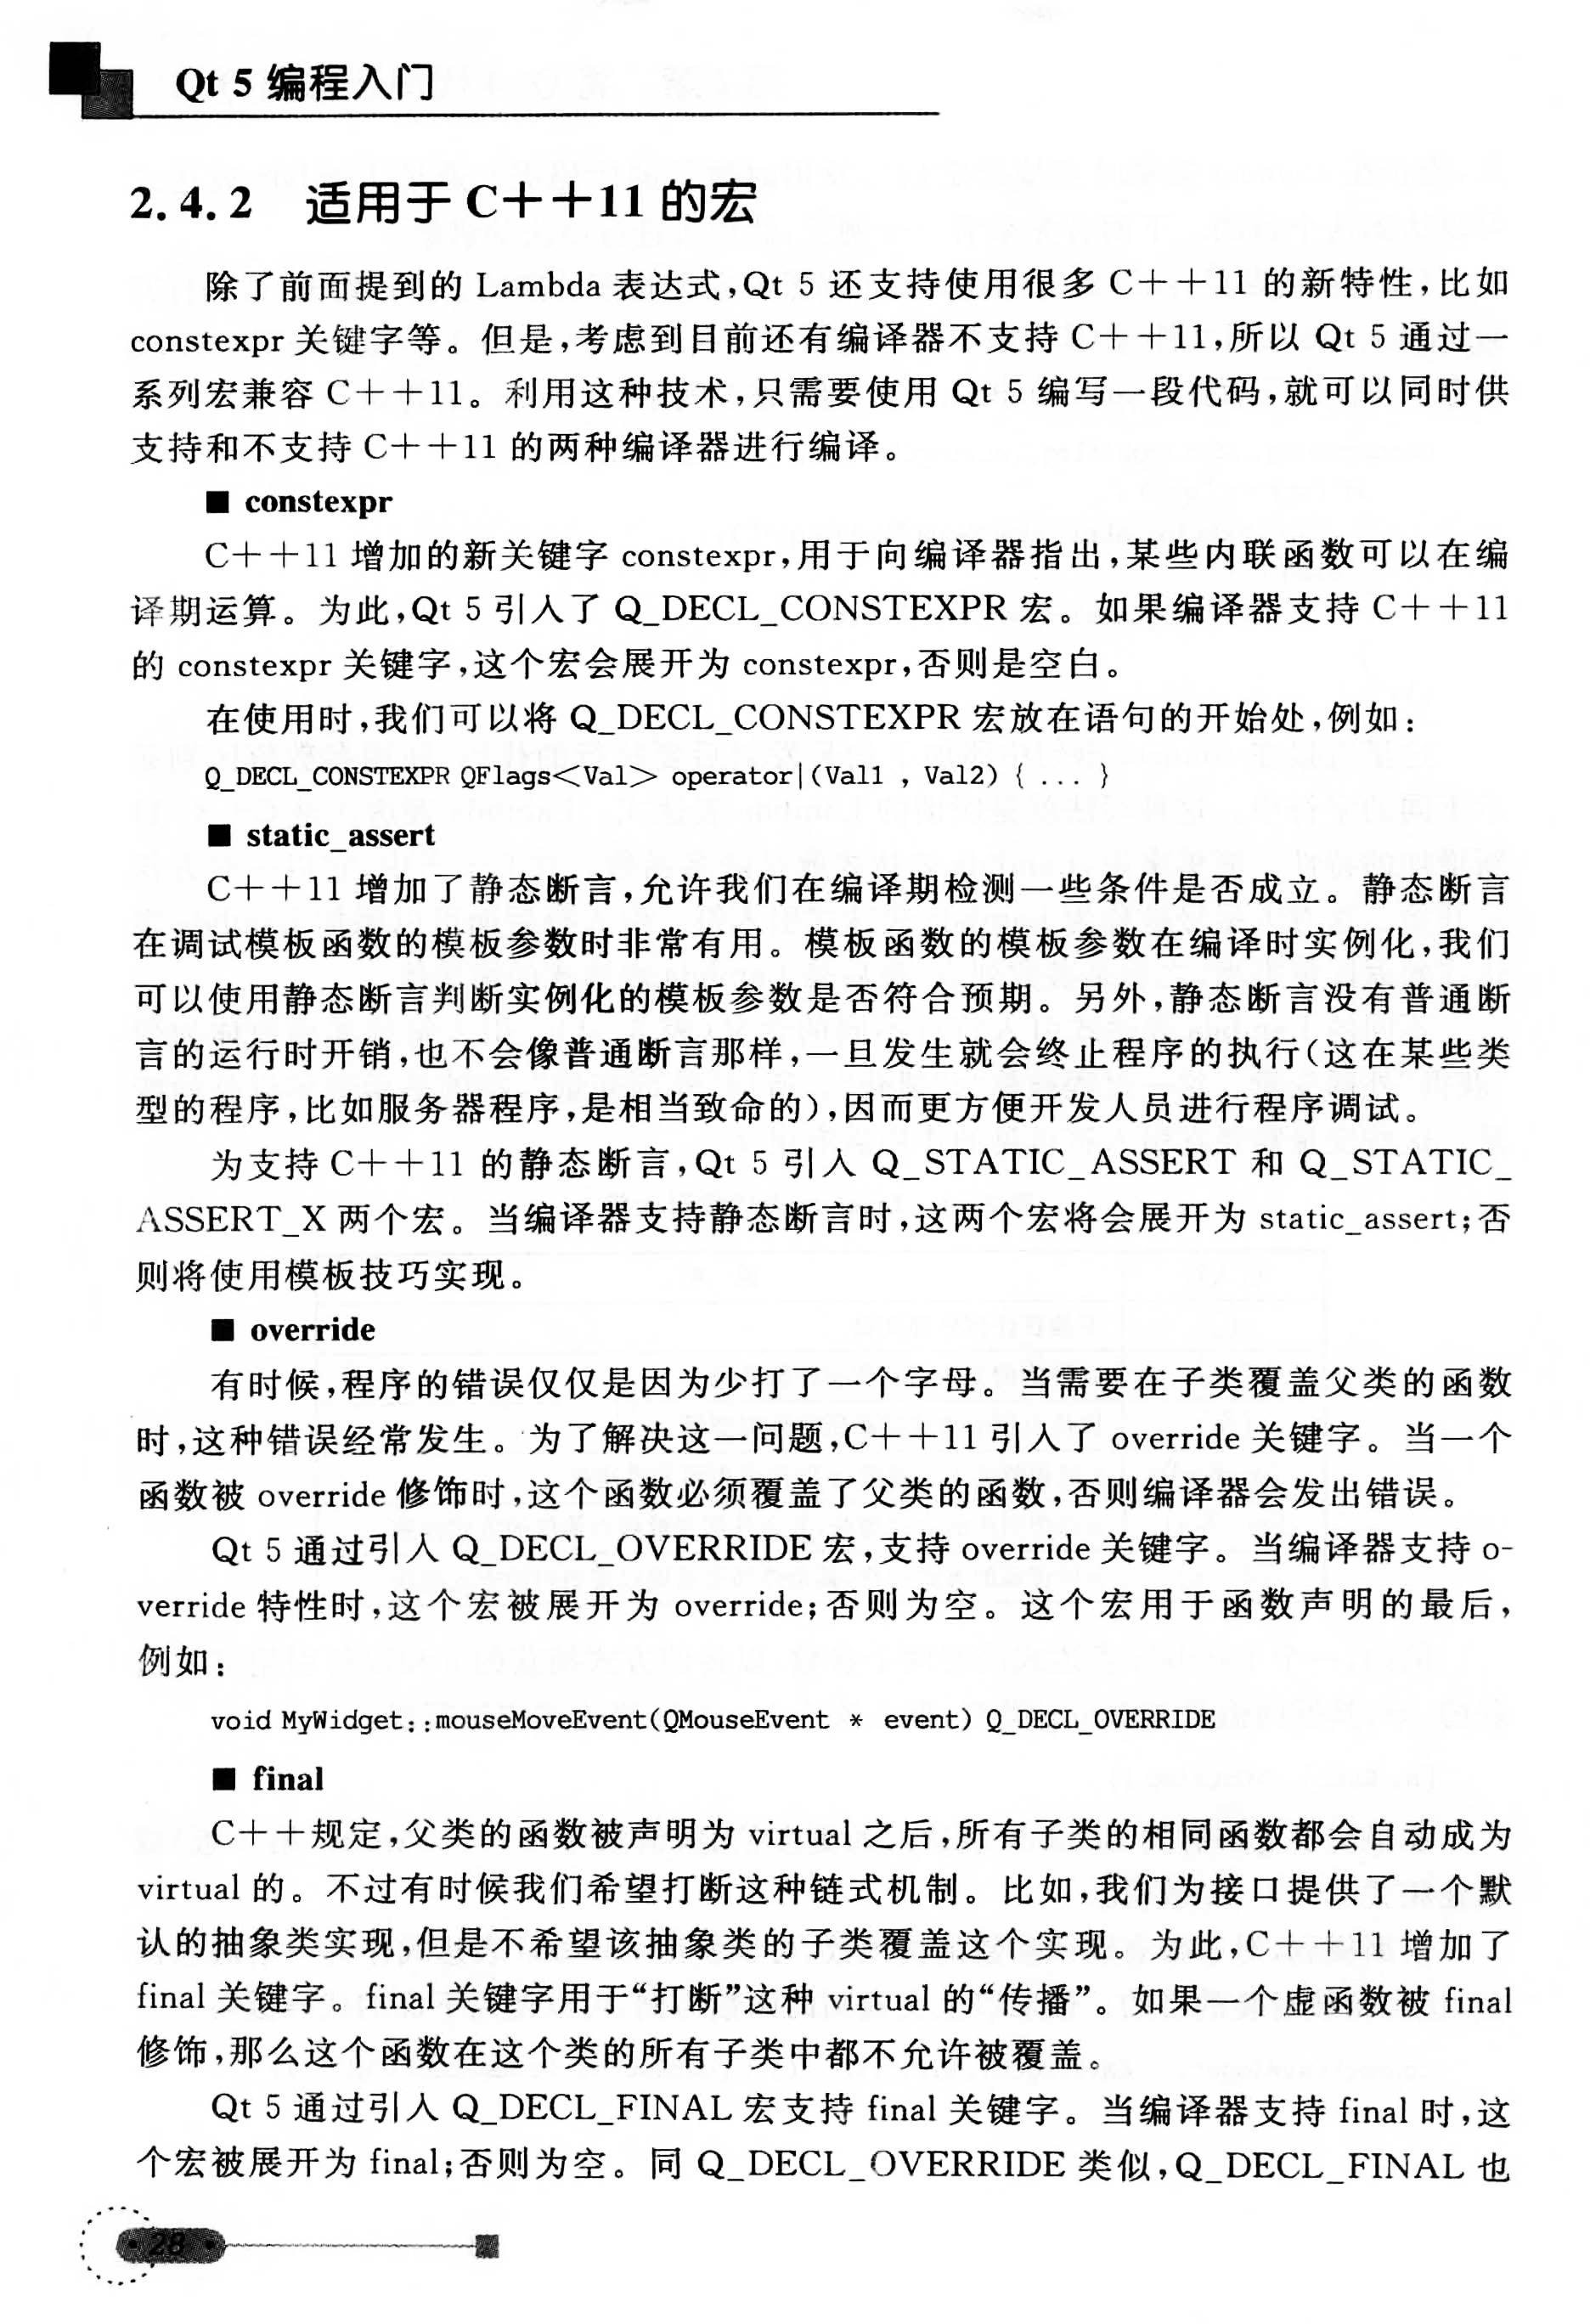 Qt 5 编程入门
2.4.2 适用于 C++11 的宏
除了前面提到的 Lambda 表达式,Qt 5 还支持使用很多 C++11 的新特性,比如
constexpr 关键字等。但是,考虑到目前还有编译器不支持 C++11,所以 Qt 5 通过一
系列宏兼容 C++11。利用这种技术,只需要使用 Qt 5 编写一段代码,就可以同时供
支持和不支持 C++11 的两种编译器进行编译。
■ constexpr
C++11 增加的新关键字 constexpr,用于向编译器指出,某些内联函数可以在编
译期运算。为此,Qt 5 引入了 Q_DECL_CONSTEXPR 宏。如果编译器支持 C++11
的 constexpr 关键字,这个宏会展开为 constexpr,否则是空白。
在使用时,我们可以将 Q_DECL_CONSTEXPR 宏放在语句的开始处,例如:
Q_DECL_CONSTEXPR QFlags<Val> operator|(Val1 , Val2) { ... }
■ static_assert
C++11 增加了静态断言,允许我们在编译期检测一些条件是否成立。静态断言
在调试模板函数的模板参数时非常有用。模板函数的模板参数在编译时实例化,我们
可以使用静态断言判断实例化的模板参数是否符合预期。另外,静态断言没有普通断
言的运行时开销,也不会像普通断言那样,一旦发生就会终止程序的执行(这在某些类
型的程序,比如服务器程序,是相当致命的),因而更方便开发人员进行程序调试。
为支持 C++11 的静态断言,Qt 5 引入 Q_STATIC_ASSERT 和 Q_STATIC_
ASSERT_X 两个宏。当编译器支持静态断言时,这两个宏将会展开为 static_assert;否
则将使用模板技巧实现。
■ override
有时候,程序的错误仅仅是因为少打了一个字母。当需要在子类覆盖父类的函数
时,这种错误经常发生。为了解决这一问题,C++11 引入了 override 关键字。当一个
函数被 override 修饰时,这个函数必须覆盖了父类的函数,否则编译器会发出错误。
Qt 5 通过引入 Q_DECL_OVERRIDE 宏,支持 override 关键字。当编译器支持 o-
verride 特性时,这个宏被展开为 override;否则为空。这个宏用于函数声明的最后,
例如:
void MyWidget::mouseMoveEvent(QMouseEvent * event) Q_DECL_OVERRIDE
■ final
C++规定,父类的函数被声明为 virtual 之后,所有子类的相同函数都会自动成为
virtual 的。不过有时候我们希望打断这种链式机制。比如,我们为接口提供了一个默
认的抽象类实现,但是不希望该抽象类的子类覆盖这个实现。为此,C++11 增加了
final 关键字。final 关键字用于“打断”这种 virtual 的“传播”。如果一个虚函数被 final
修饰,那么这个函数在这个类的所有子类中都不允许被覆盖。
Qt 5 通过引入 Q_DECL_FINAL 宏支持 final 关键字。当编译器支持 final 时,这
个宏被展开为 final;否则为空。同 Q_DECL_OVERRIDE 类似,Q_DECL_FINAL 也
28